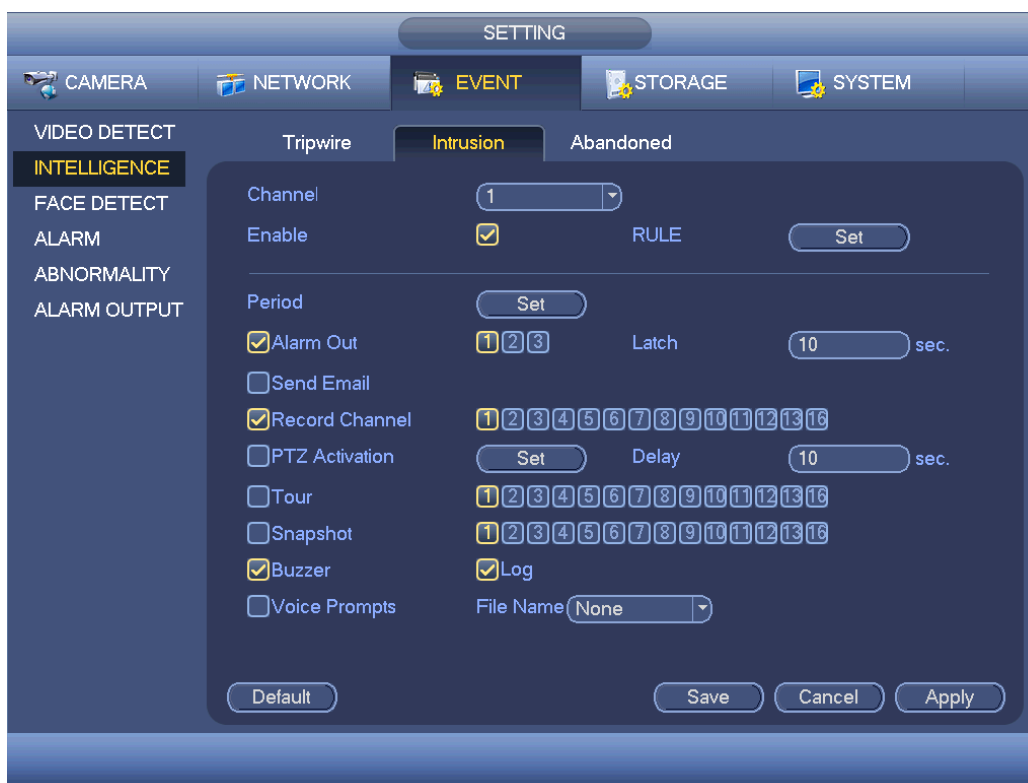 SETTING
CAMERA NETWORK EVENT STORAGE SYSTEM
VIDEO DETECT
INTELLIGENCE
FACE DETECT
ALARM
ABNORMALITY
ALARM OUTPUT
Tripwire Intrusion Abandoned
Channel 1
Enable RULE Set
Period Set
Alarm Out 1 2 3 Latch 10 sec.
Send Email
Record Channel 1 2 3 4 5 6 7 8 9 10 11 12 13 16
PTZ Activation Set Delay 10 sec.
Tour 1 2 3 4 5 6 7 8 9 10 11 12 13 16
Snapshot 1 2 3 4 5 6 7 8 9 10 11 12 13 16
Buzzer Log
Voice Prompts File Name None
Default Save Cancel Apply